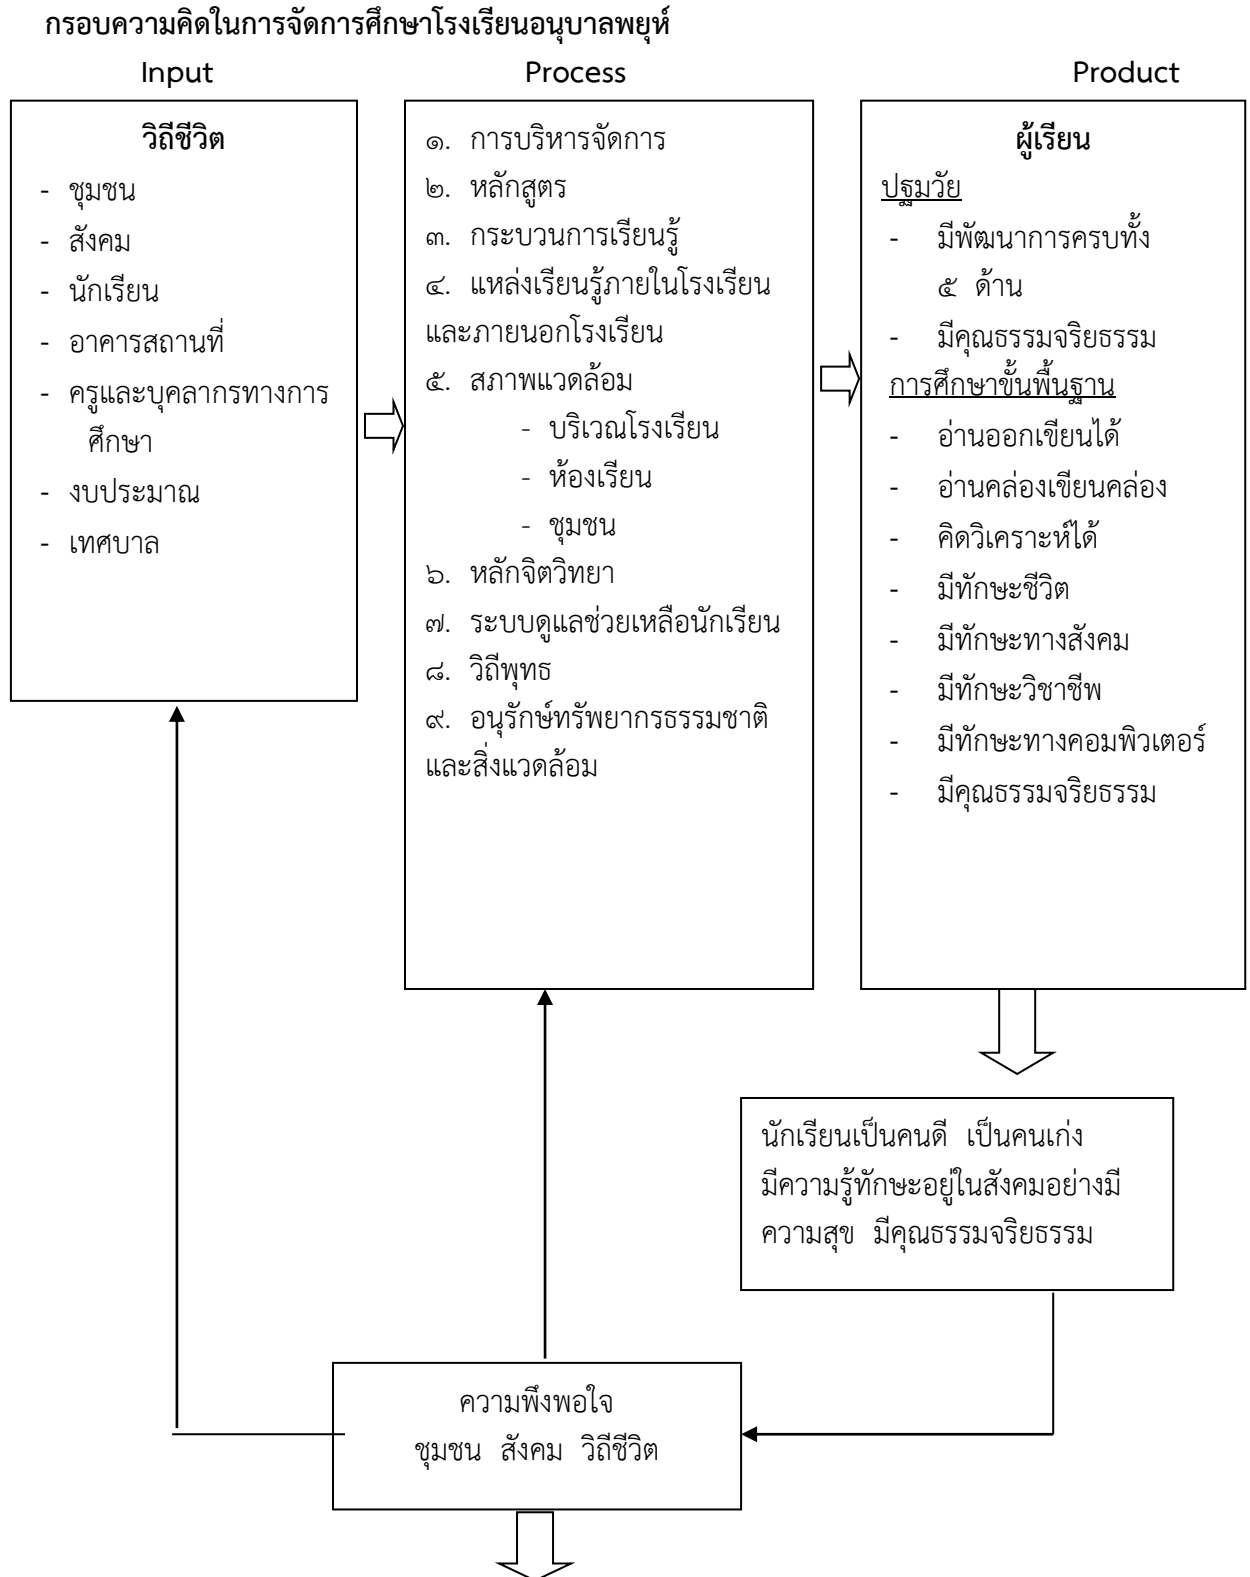 กรอบความคิดในการจัดการศึกษาโรงเรียนอนุบาลพยุห์
Input
Process
Product
วิถีชีวิต
- ชุมชน
- สังคม
- นักเรียน
- อาคารสถานที่
- ครูและบุคลากรทางการ
ศึกษา
- งบประมาณ
- เทศบาล
๑. การบริหารจัดการ
๒. หลักสูตร
๓. กระบวนการเรียนรู้
๔. แหล่งเรียนรู้ภายในโรงเรียน
และภายนอกโรงเรียน
๕. สภาพแวดล้อม
- บริเวณโรงเรียน
- ห้องเรียน
- ชุมชน
๖. หลักจิตวิทยา
๗. ระบบดูแลช่วยเหลือนักเรียน
๘. วิถีพุทธ
๙. อนุรักษ์ทรัพยากรธรรมชาติ
และสิ่งแวดล้อม
ผู้เรียน
ปฐมวัย
- มีพัฒนาการครบทั้ง
๕ ด้าน
- มีคุณธรรมจริยธรรม
การศึกษาขั้นพื้นฐาน
- อ่านออกเขียนได้
- อ่านคล่องเขียนคล่อง
- คิดวิเคราะห์ได้
- มีทักษะชีวิต
- มีทักษะทางสังคม
- มีทักษะวิชาชีพ
- มีทักษะทางคอมพิวเตอร์
- มีคุณธรรมจริยธรรม
นักเรียนเป็นคนดี เป็นคนเก่ง
มีความรู้ทักษะอยู่ในสังคมอย่างมี
ความสุข มีคุณธรรมจริยธรรม
ความพึงพอใจ
ชุมชน สังคม วิถีชีวิต